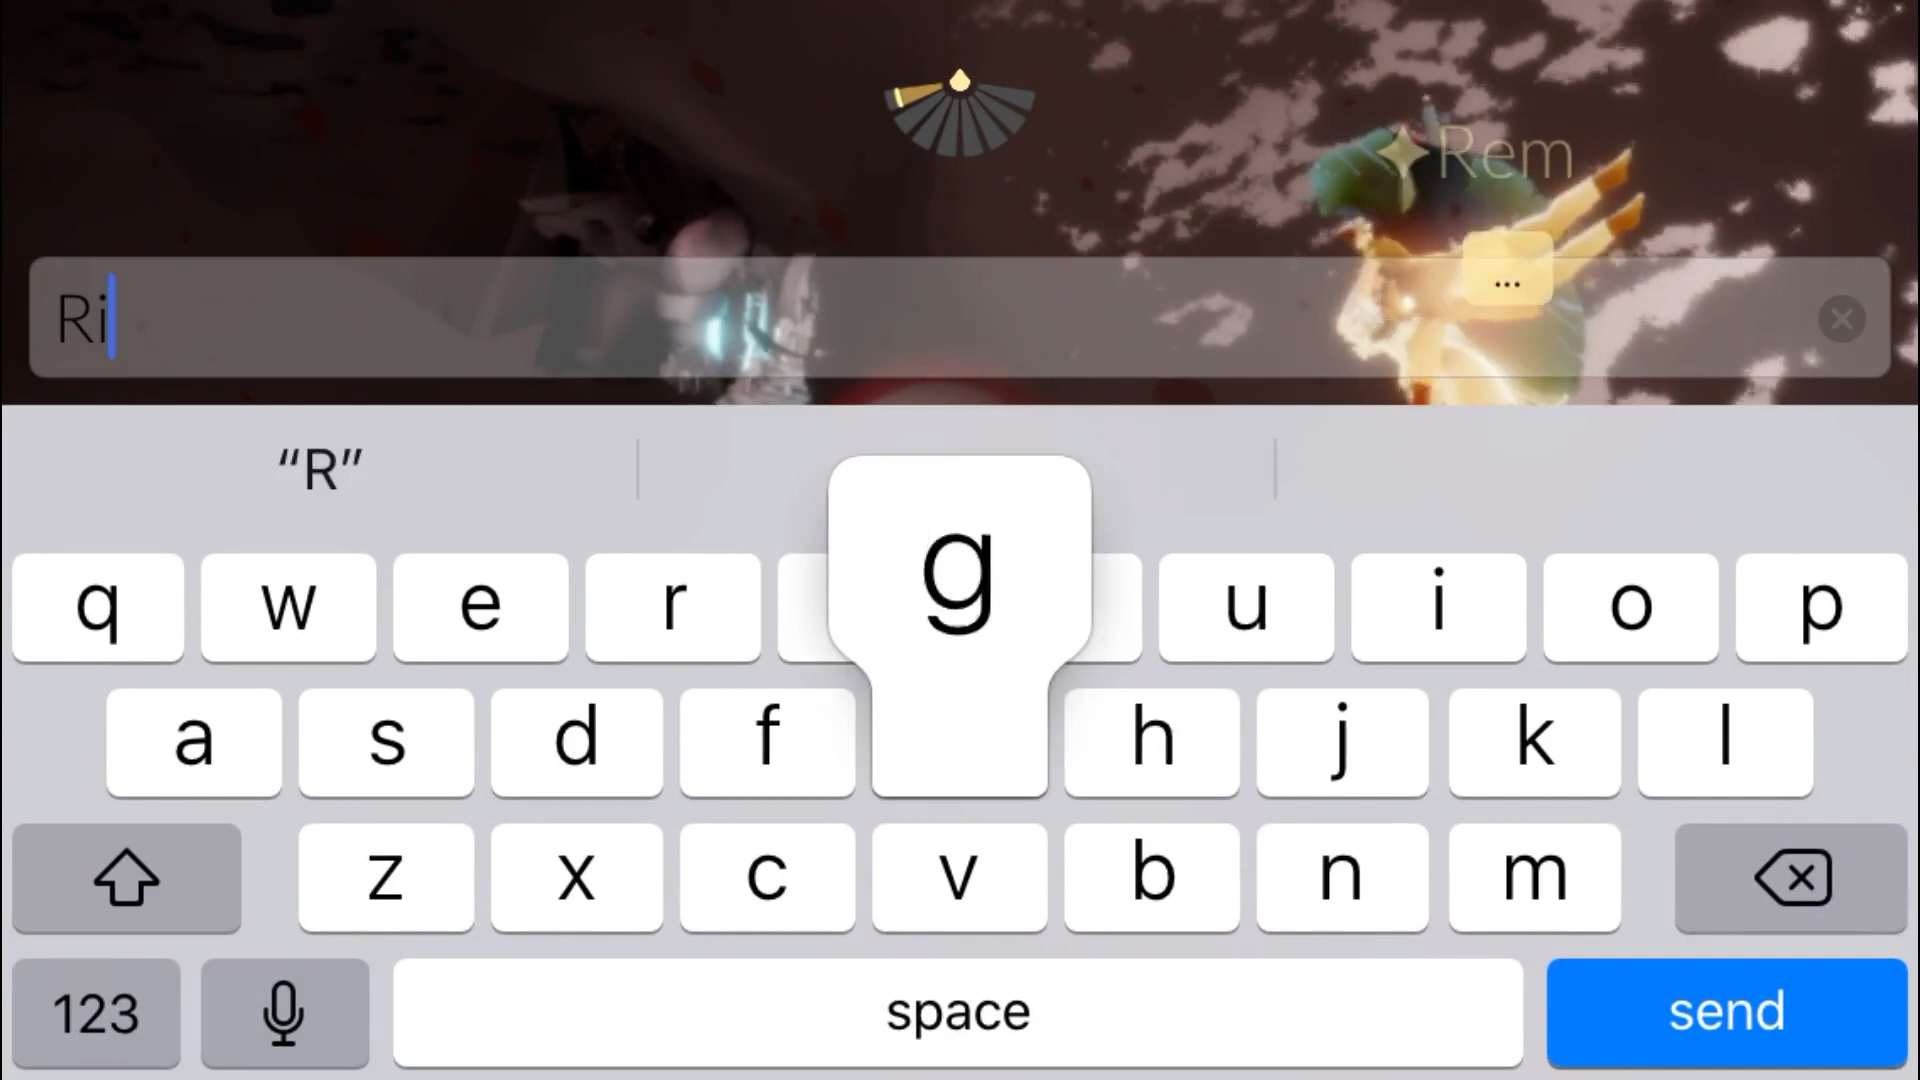 Rem
...
Ri
“R”
g
q w e r u i o p
a s d f h j k l
z x c v b n m
123 space send